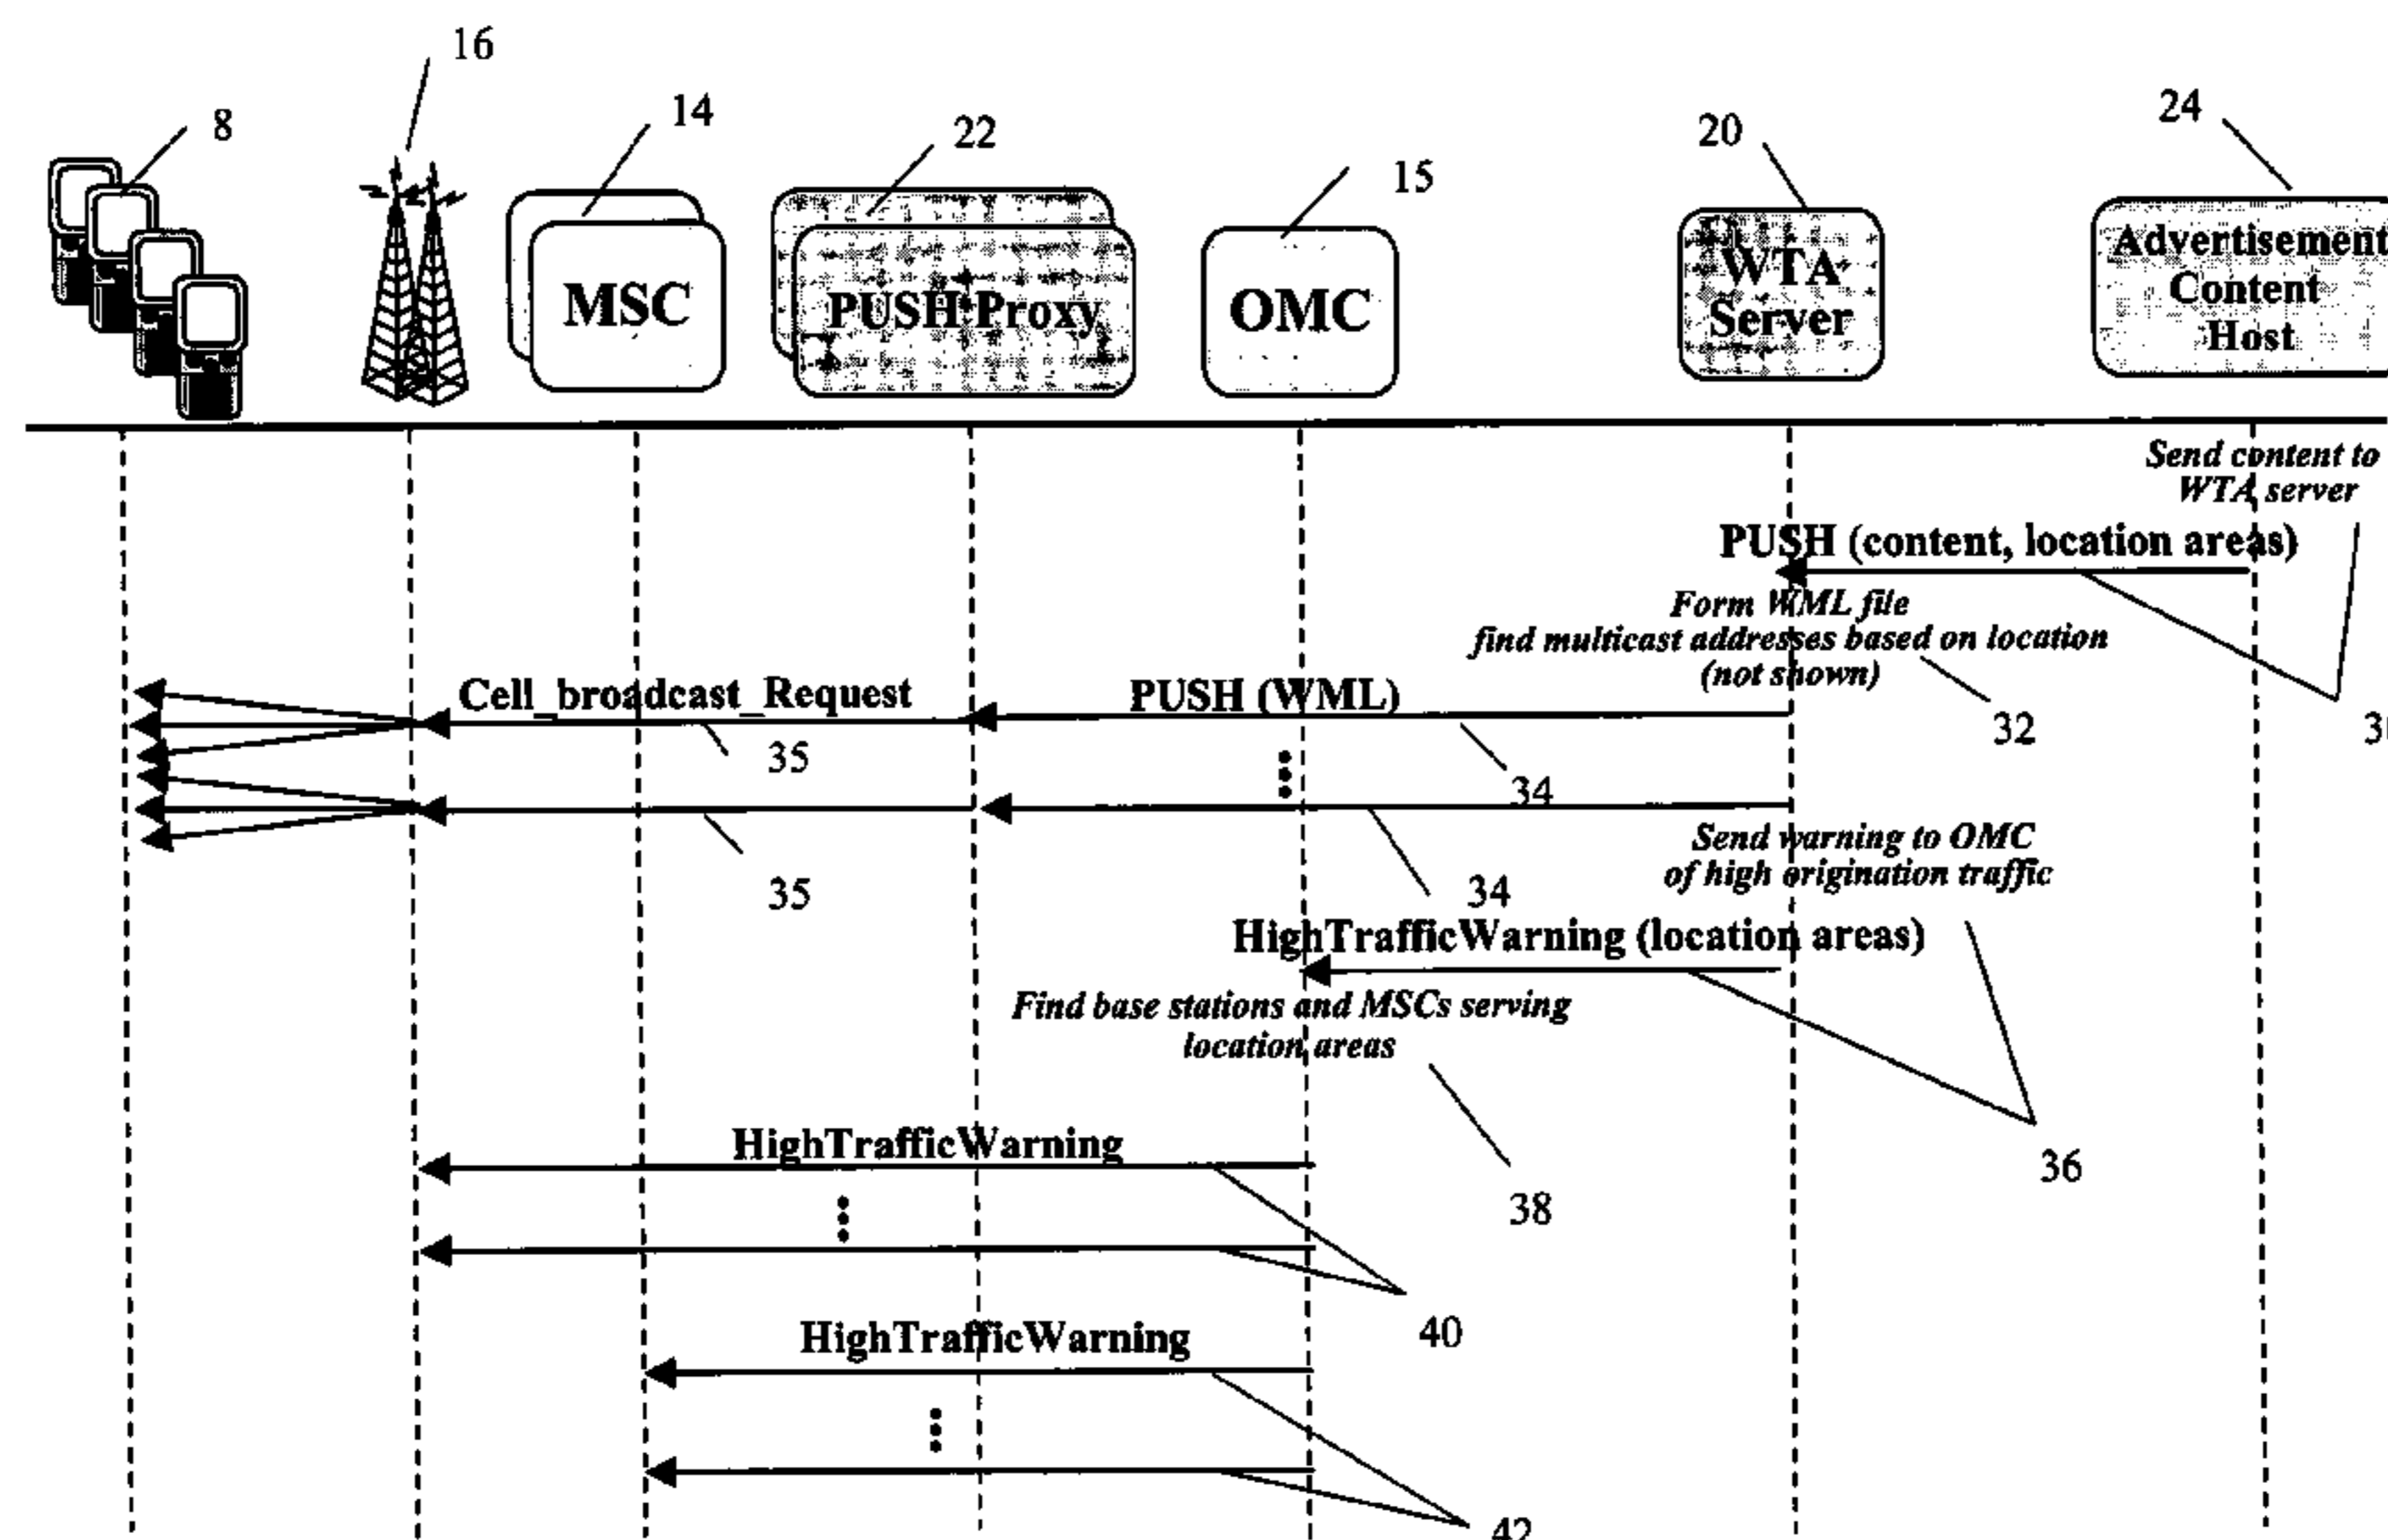 16
8
14
22
15
20
24
MSC
PUSH Proxy
OMC
WTA
Server
Advertisement
Content
Host
Send content to
WTA server
PUSH (content, location areas)
Form WML file
find multicast addresses based on location
(not shown)
Cell_broadcast_Request
PUSH (WML)
32
35
34
Send warning to OMC
of high origination traffic
35
34
HighTrafficWarning (location areas)
Find base stations and MSCs serving
location areas
HighTrafficWarning
36
38
HighTrafficWarning
40
42